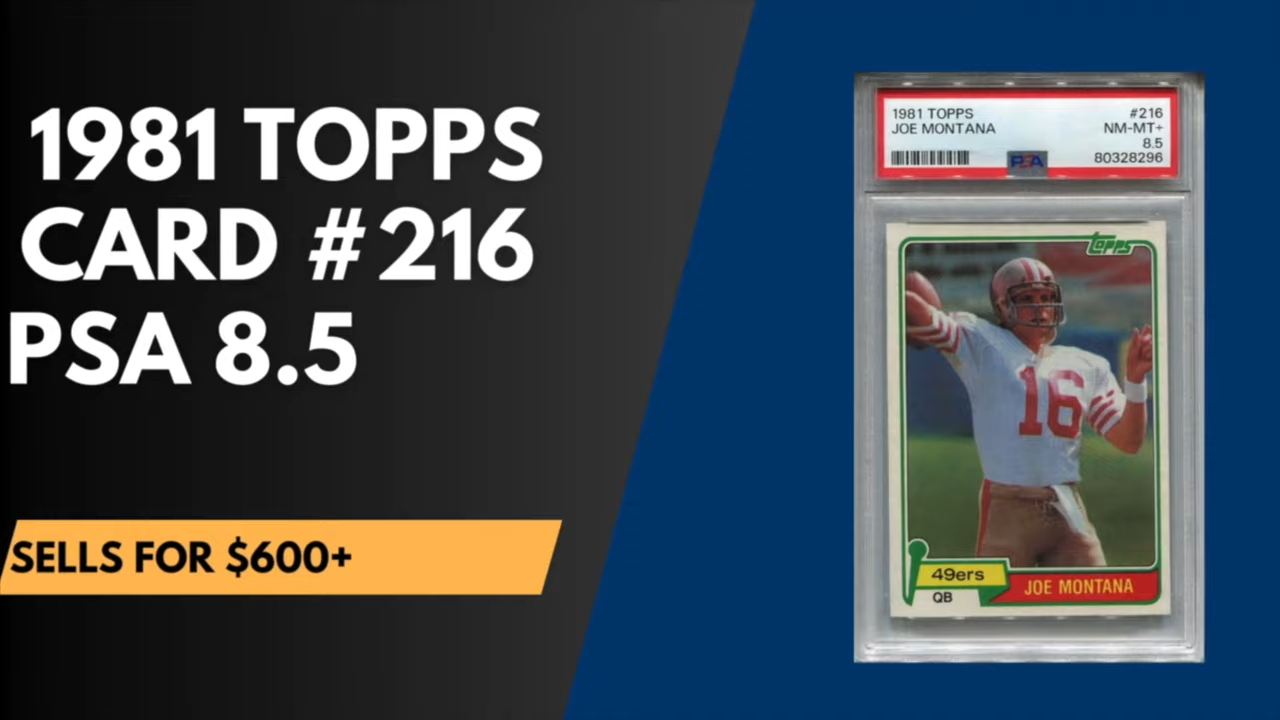 1981 TOPPS
CARD #216
PSA 8.5
SELLS FOR $600+
1981 TOPPS #216
JOE MONTANA NM-MT+
8.5
PSA 80328296
topps
16
49ers
QB
JOE MONTANA